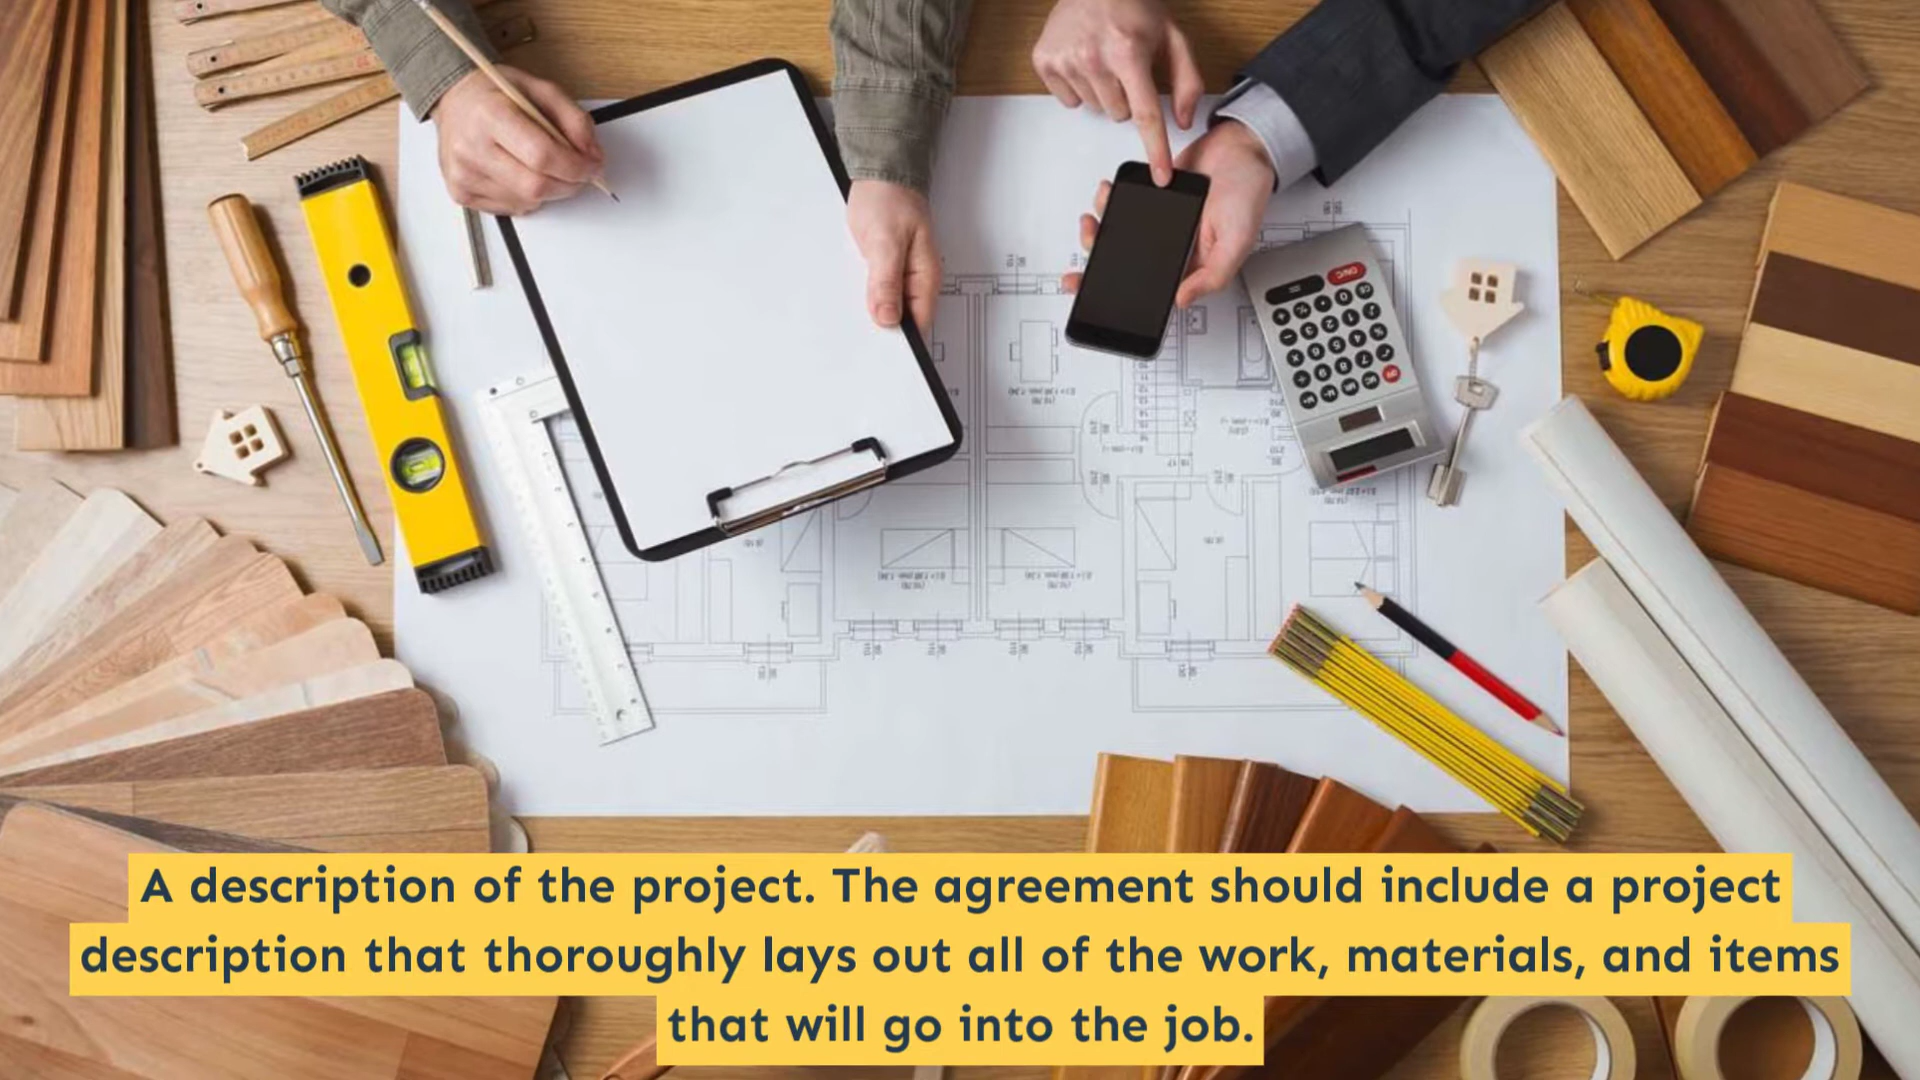 A description of the project. The agreement should include a project
description that thoroughly lays out all of the work, materials, and items
that will go into the job.